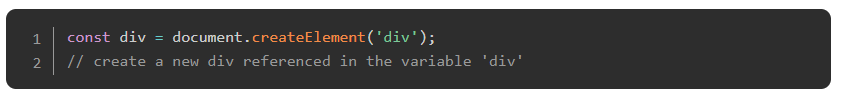 1 const div = document.createElement('div');
2 // create a new div referenced in the variable 'div'